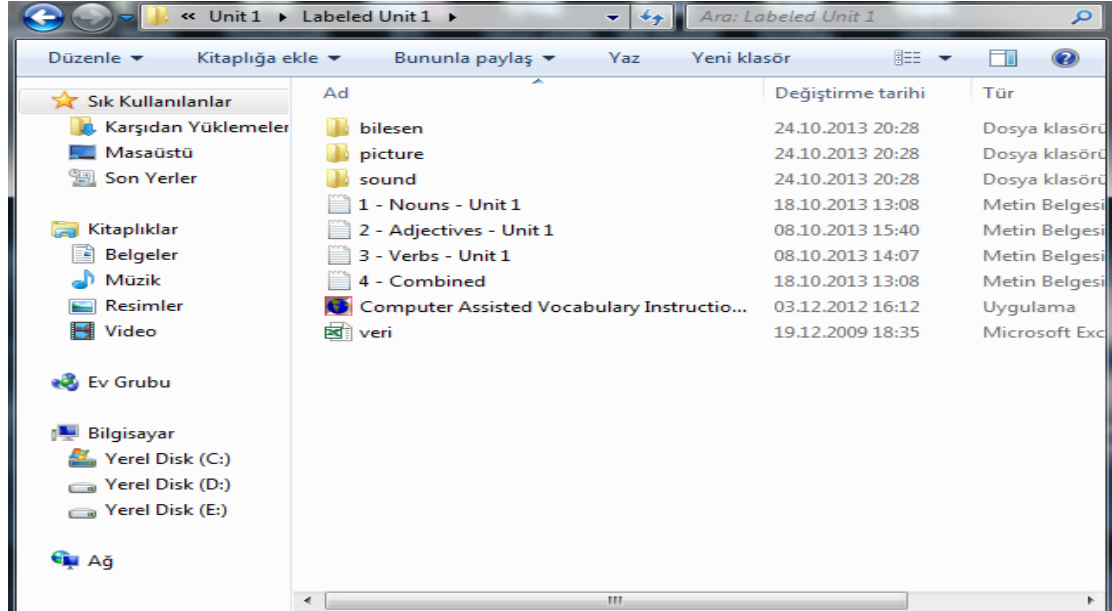 « Unit 1 ▸ Labeled Unit 1 ▸ Ara: Labeled Unit 1
Düzenle Kitaplığa ekle Bununla paylaş Yaz Yeni klasör
Sık Kullanılanlar
Karşıdan Yüklemeler
Masaüstü
Son Yerler
Kitaplıklar
Belgeler
Müzik
Resimler
Video
Ev Grubu
Bilgisayar
Yerel Disk (C:)
Yerel Disk (D:)
Yerel Disk (E:)
Ağ
Ad Değiştirme tarihi Tür
bilesen 24.10.2013 20:28 Dosya klasörü
picture 24.10.2013 20:28 Dosya klasörü
sound 24.10.2013 20:28 Dosya klasörü
1 - Nouns - Unit 1 18.10.2013 13:08 Metin Belgesi
2 - Adjectives - Unit 1 08.10.2013 15:40 Metin Belgesi
3 - Verbs - Unit 1 08.10.2013 14:07 Metin Belgesi
4 - Combined 18.10.2013 13:08 Metin Belgesi
Computer Assisted Vocabulary Instructio... 03.12.2012 16:12 Uygulama
veri 19.12.2009 18:35 Microsoft Exc